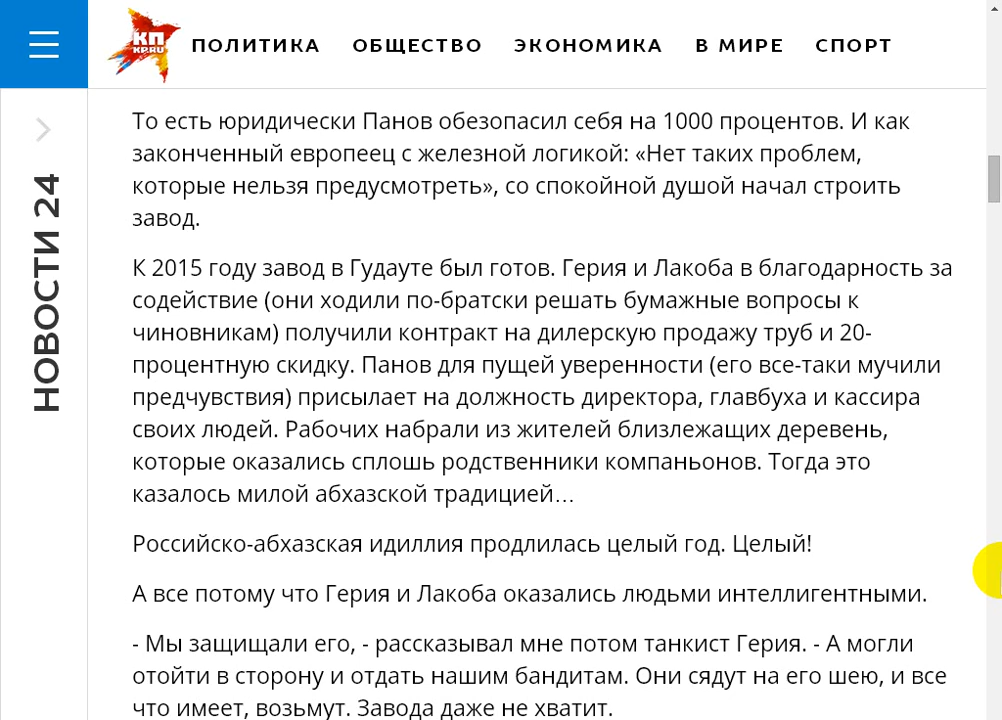 КП
KP.RU
ПОЛИТИКА ОБЩЕСТВО ЭКОНОМИКА В МИРЕ СПОРТ
НОВОСТИ 24
То есть юридически Панов обезопасил себя на 1000 процентов. И как
законченный европеец с железной логикой: «Нет таких проблем,
которые нельзя предусмотреть», со спокойной душой начал строить
завод.
К 2015 году завод в Гудауте был готов. Герия и Лакоба в благодарность за
содействие (они ходили по-братски решать бумажные вопросы к
чиновникам) получили контракт на дилерскую продажу труб и 20-
процентную скидку. Панов для пущей уверенности (его все-таки мучили
предчувствия) присылает на должность директора, главбуха и кассира
своих людей. Рабочих набрали из жителей близлежащих деревень,
которые оказались сплошь родственники компаньонов. Тогда это
казалось милой абхазской традицией…
Российско-абхазская идиллия продлилась целый год. Целый!
А все потому что Герия и Лакоба оказались людьми интеллигентными.
- Мы защищали его, - рассказывал мне потом танкист Герия. - А могли
отойти в сторону и отдать нашим бандитам. Они сядут на его шею, и все
что имеет, возьмут. Завода даже не хватит.